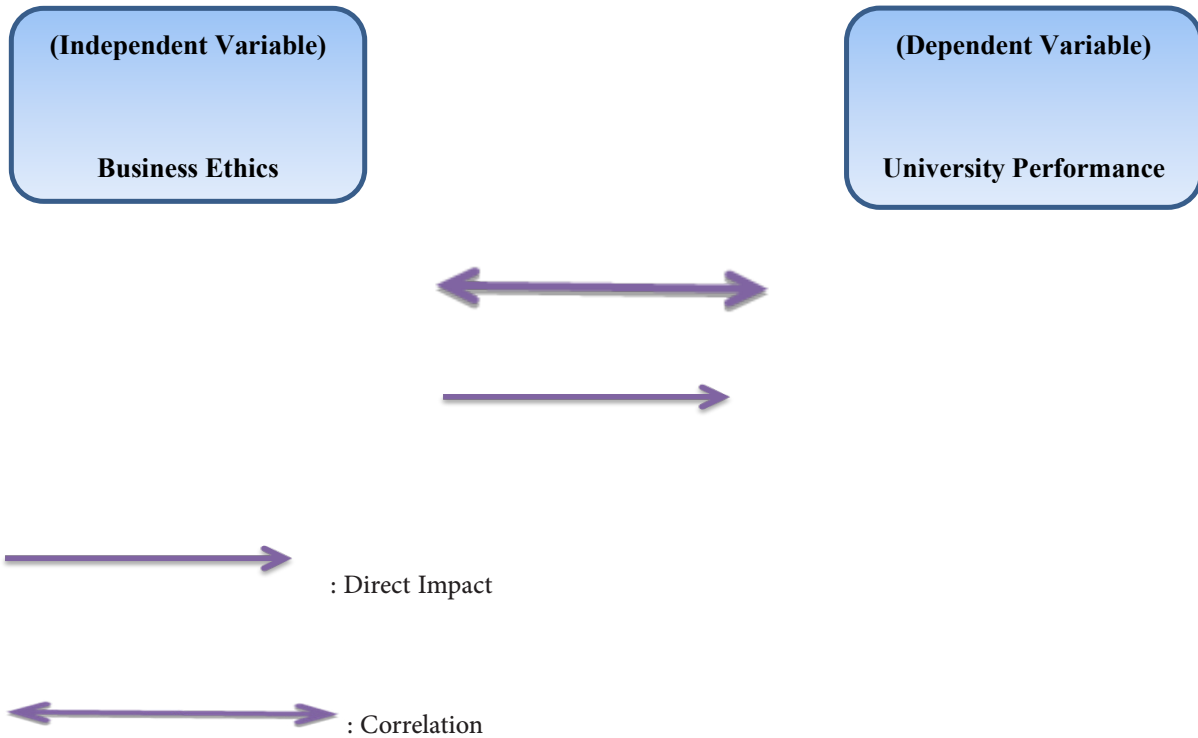 (Independent Variable)
Business Ethics
(Dependent Variable)
University Performance
: Direct Impact
: Correlation